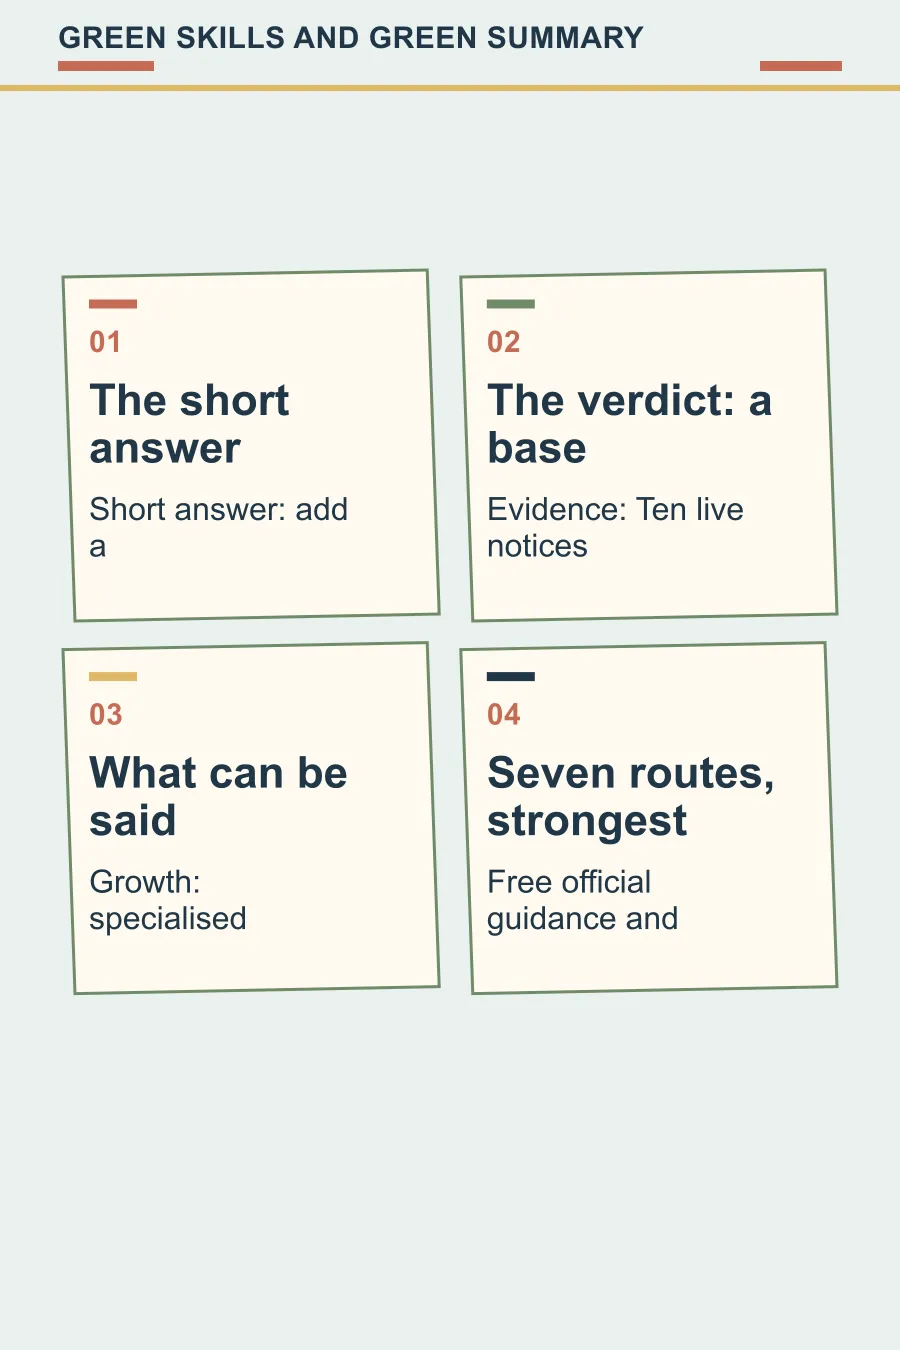 GREEN SKILLS AND GREEN SUMMARY
01
The short
answer
Short answer: add
a
02
The verdict: a
base
Evidence: Ten live
notices
03
What can be
said
Growth:
specialised
04
Seven routes,
strongest
Free official
guidance and